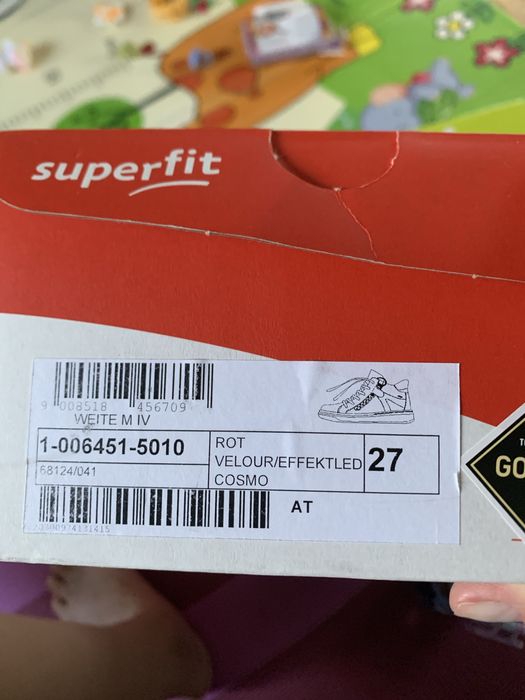 superfit
9 008518 456709
WEITE M IV
1-006451-5010
68124/041
ROT
VELOUR/EFFEKTLED
COSMO
27
AT
GO